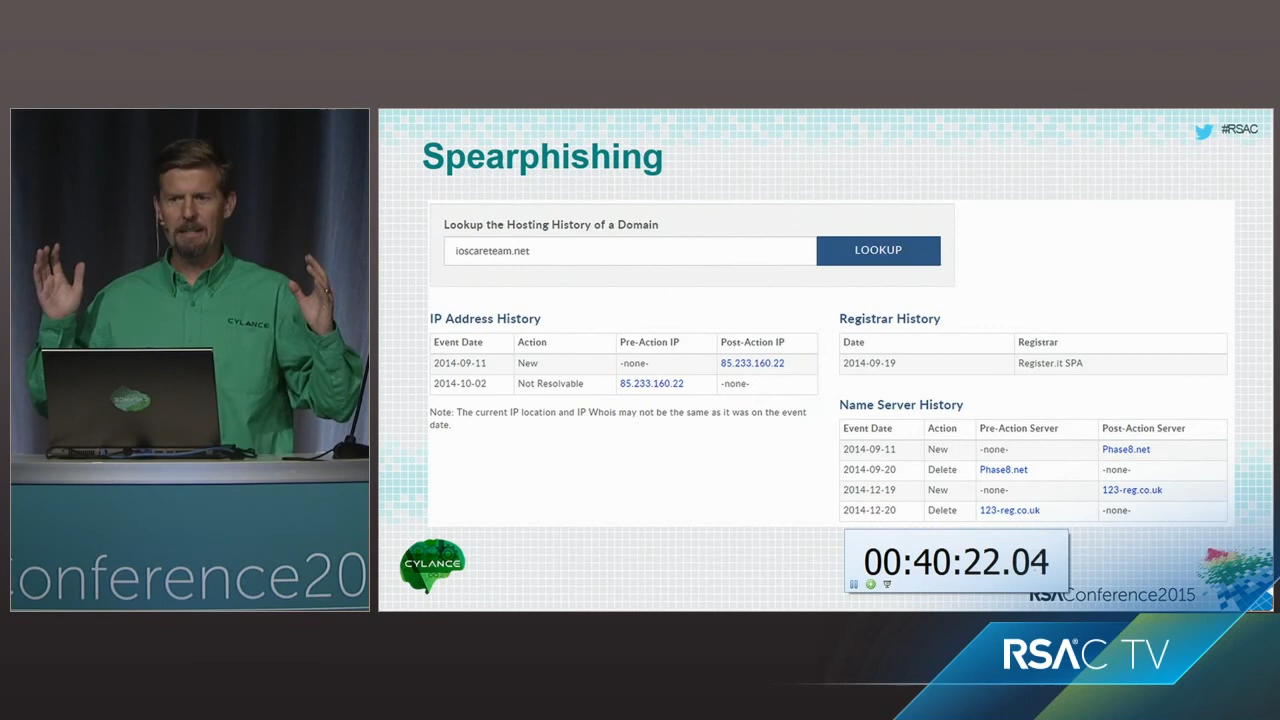 #RSAC
Spearphishing
Lookup the Hosting History of a Domain
ioscareteam.net
LOOKUP
IP Address History
Event Date Action Pre-Action IP Post-Action IP
2014-09-11 New -none- 85.233.160.22
2014-10-02 Not Resolvable 85.233.160.22 -none-
Note: The current IP location and IP Whois may not be the same as it was on the event
date.
Registrar History
Date Registrar
2014-09-19 Register.it SPA
Name Server History
Event Date Action Pre-Action Server Post-Action Server
2014-09-11 New -none- Phase8.net
2014-09-20 Delete Phase8.net -none-
2014-12-19 New -none- 123-reg.co.uk
2014-12-20 Delete 123-reg.co.uk -none-
CYLANCE
00:40:22.04
RSAConference2015
CYLANCE
CYLANCE
onference20
RSAC TV